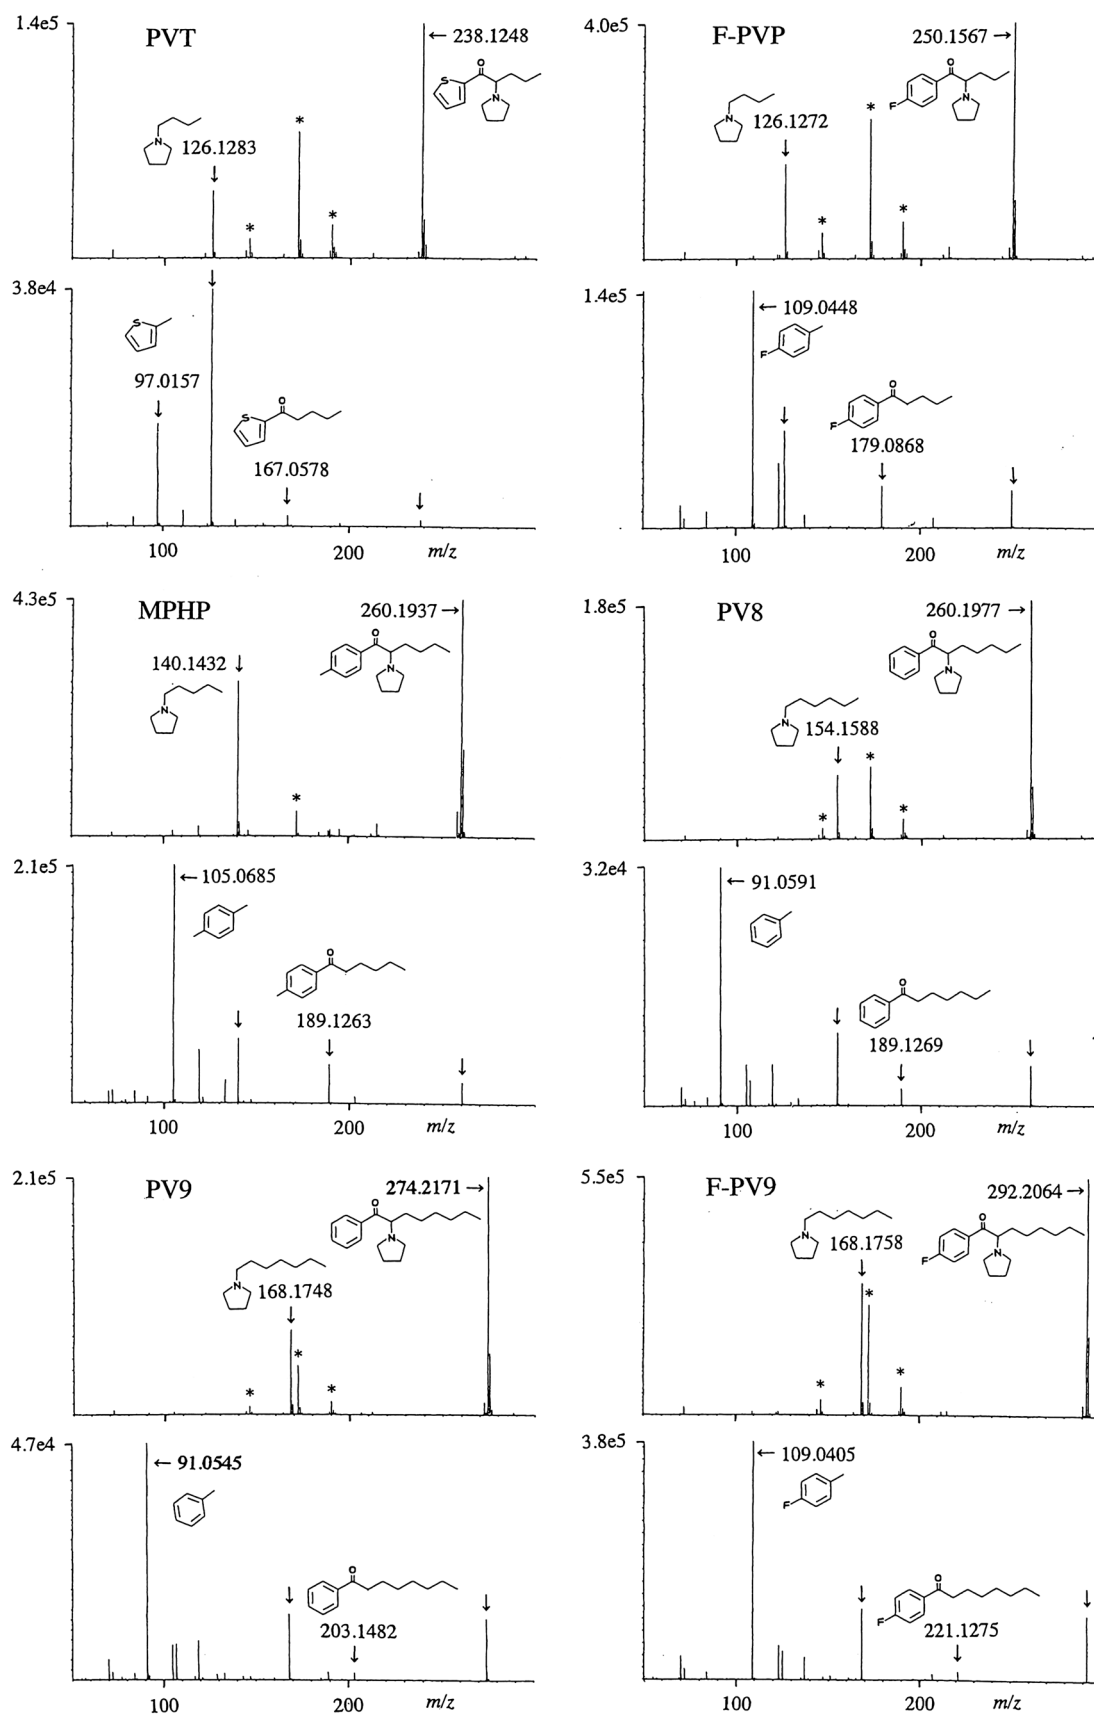 1.4e5
PVT
← 238.1248
126.1283
*
*
*
S
O
N
N
3.8e4
97.0157
167.0578
S
S
O
100
200
m/z
4.0e5
F-PVP
250.1567 →
126.1272
*
*
*
F
O
N
N
1.4e5
← 109.0448
179.0868
F
F
O
100
200
m/z
4.3e5
MPHP
260.1937 →
140.1432
*
O
N
N
2.1e5
← 105.0685
189.1263
O
100
200
m/z
1.8e5
PV8
260.1977 →
154.1588
*
*
*
O
N
N
3.2e4
← 91.0591
189.1269
O
100
200
m/z
2.1e5
PV9
274.2171 →
168.1748
*
*
*
O
N
N
4.7e4
← 91.0545
203.1482
O
100
200
m/z
5.5e5
F-PV9
292.2064 →
168.1758
*
*
*
F
O
N
N
3.8e5
← 109.0405
221.1275
F
F
O
100
200
m/z